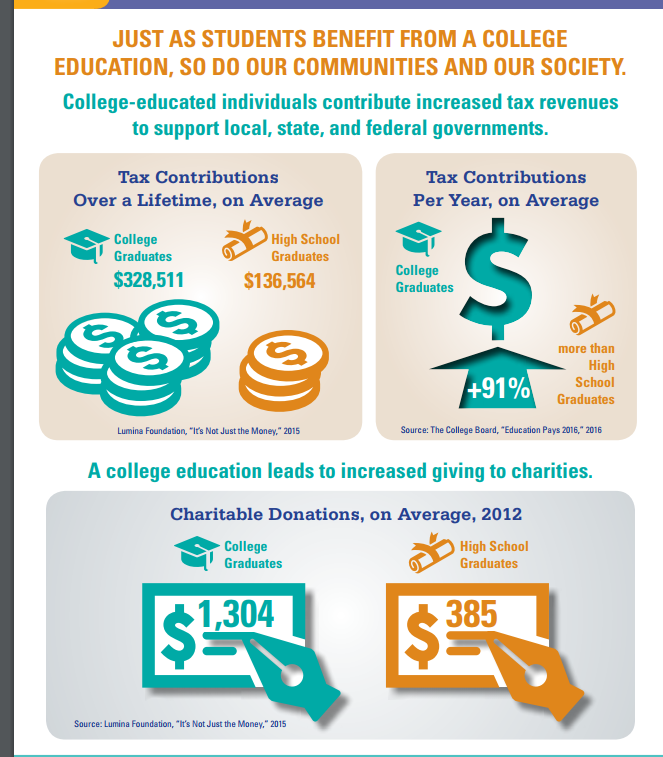 JUST AS STUDENTS BENEFIT FROM A COLLEGE
EDUCATION, SO DO OUR COMMUNITIES AND OUR SOCIETY.
College-educated individuals contribute increased tax revenues
to support local, state, and federal governments.
Tax Contributions
Over a Lifetime, on Average
College
Graduates
$328,511
High School
Graduates
$136,564
Lumina Foundation, “It’s Not Just the Money,” 2015
Tax Contributions
Per Year, on Average
College
Graduates
$
+91%
more than
High
School
Graduates
Source: The College Board, “Education Pays 2016,” 2016
A college education leads to increased giving to charities.
Charitable Donations, on Average, 2012
College
Graduates
$1,304
High School
Graduates
$385
Source: Lumina Foundation, “It’s Not Just the Money,” 2015